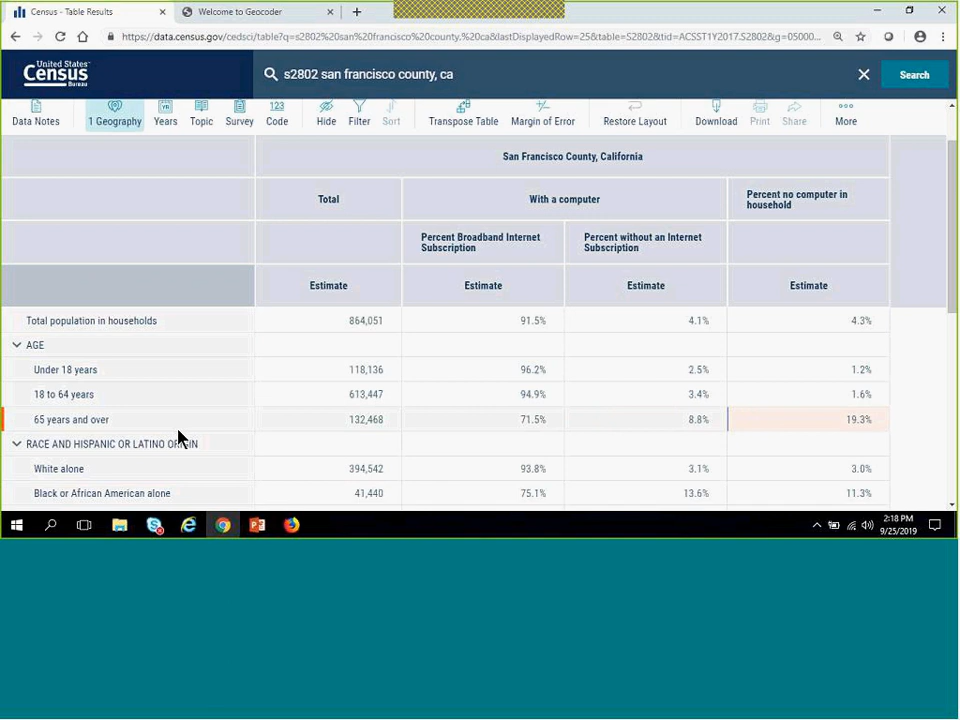 Census - Table Results
Welcome to Geocoder
https://data.census.gov/cedsci/table?q=s2802%20san%20francisco%20county,%20ca&lastDisplayedRow=25&table=S2802&tid=ACSST1Y2017.S2802&g=05000...
United States®
Census
Bureau
s2802 san francisco county, ca
Search
Data Notes
1 Geography
Years
Topic
Survey
123
Code
Hide
Filter
Sort
Transpose Table
Margin of Error
Restore Layout
Download
Print
Share
More
San Francisco County, California
Total
With a computer
Percent no computer in
household
Percent Broadband Internet
Subscription
Percent without an Internet
Subscription
Estimate Estimate Estimate Estimate
Total population in households 864,051 91.5% 4.1% 4.3%
AGE
Under 18 years 118,136 96.2% 2.5% 1.2%
18 to 64 years 613,447 94.9% 3.4% 1.6%
65 years and over 132,468 71.5% 8.8% 19.3%
RACE AND HISPANIC OR LATINO ORIGIN
White alone 394,542 93.8% 3.1% 3.0%
Black or African American alone 41,440 75.1% 13.6% 11.3%
2:18 PM
9/25/2019